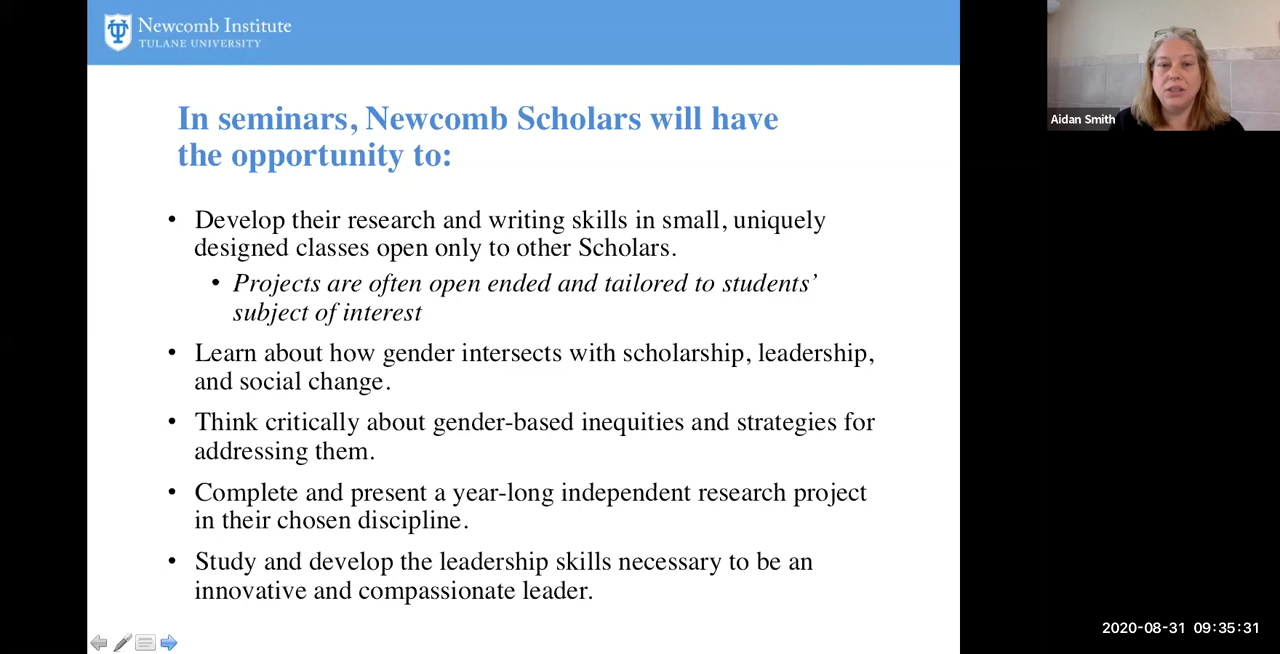 Newcomb Institute
TULANE UNIVERSITY
In seminars, Newcomb Scholars will have
the opportunity to:
• Develop their research and writing skills in small, uniquely
designed classes open only to other Scholars.
• Projects are often open ended and tailored to students’
subject of interest
• Learn about how gender intersects with scholarship, leadership,
and social change.
• Think critically about gender-based inequities and strategies for
addressing them.
• Complete and present a year-long independent research project
in their chosen discipline.
• Study and develop the leadership skills necessary to be an
innovative and compassionate leader.
Aidan Smith
2020-08-31 09:35:31